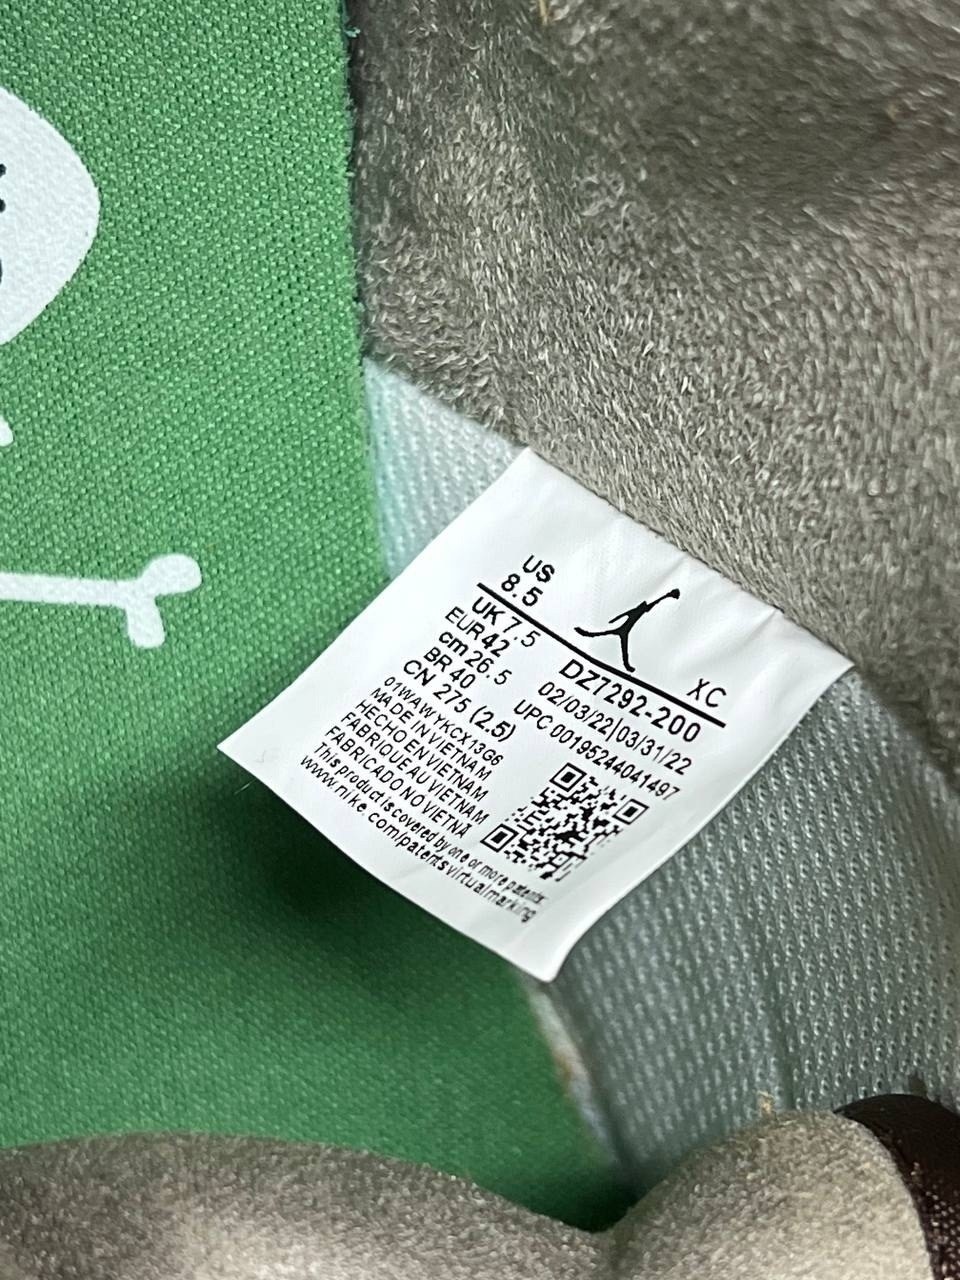 US
8.5
XC
UK 7.5
DZ7292-200
EUR 42
02/03/22|03/31/22
cm 26.5
UPC 00195244041497
BR 40
CN 275 (2.5)
01WAWYKCX13G6
MADE IN VIETNAM
HECHO EN VIETNAM
FABRIQUE AU VIETNAM
FABRICADO NO VIETNÃ
This product is covered by one or more patents:
www.nike.com/patentsvirtualmarking